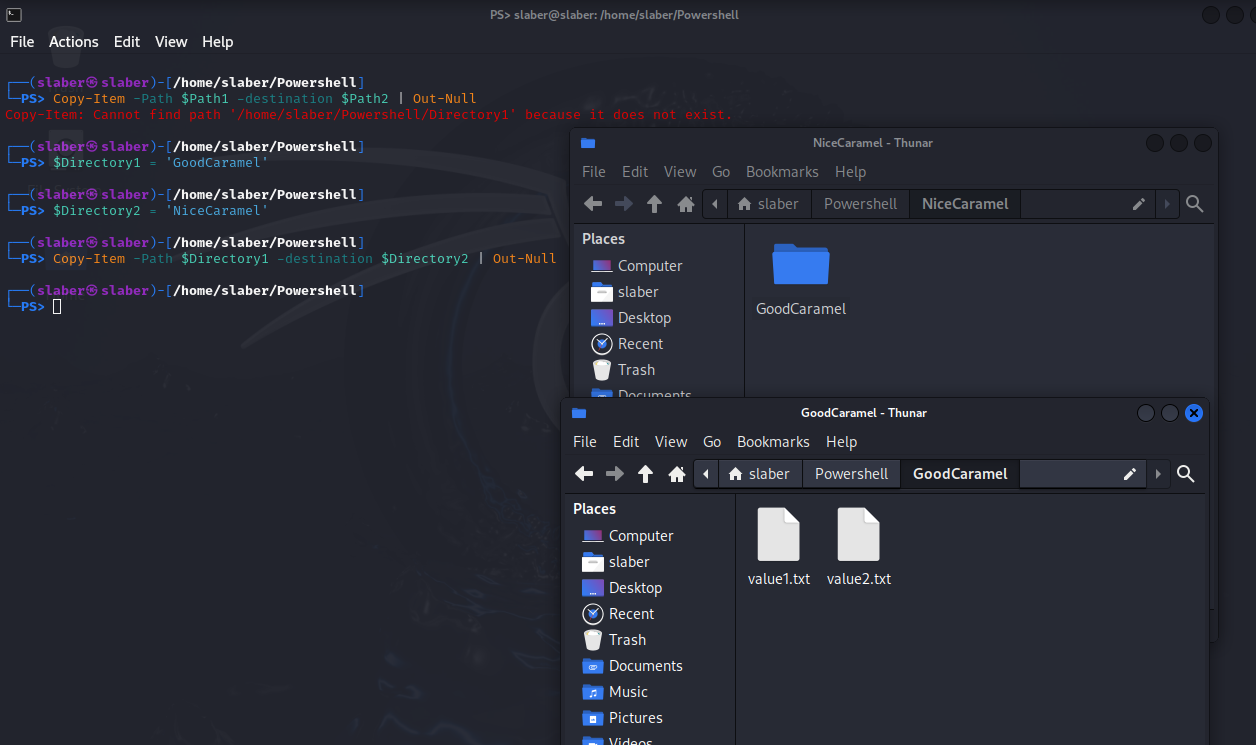 PS> slaber@slaber: /home/slaber/Powershell
File Actions Edit View Help
┌──(slaber㉿slaber)-[/home/slaber/Powershell]
└─PS> Copy-Item -Path $Path1 -destination $Path2 | Out-Null
Copy-Item: Cannot find path '/home/slaber/Powershell/Directory1' because it does not exist.
┌──(slaber㉿slaber)-[/home/slaber/Powershell]
└─PS> $Directory1 = 'GoodCaramel'
┌──(slaber㉿slaber)-[/home/slaber/Powershell]
└─PS> $Directory2 = 'NiceCaramel'
┌──(slaber㉿slaber)-[/home/slaber/Powershell]
└─PS> Copy-Item -Path $Directory1 -destination $Directory2 | Out-Null
┌──(slaber㉿slaber)-[/home/slaber/Powershell]
└─PS>
NiceCaramel - Thunar
File Edit View Go Bookmarks Help
slaber Powershell NiceCaramel
Places
Computer
slaber
Desktop
Recent
Trash
Documents
GoodCaramel
GoodCaramel - Thunar
File Edit View Go Bookmarks Help
slaber Powershell GoodCaramel
Places
Computer
slaber
Desktop
Recent
Trash
Documents
Music
Pictures
Videos
value1.txt value2.txt